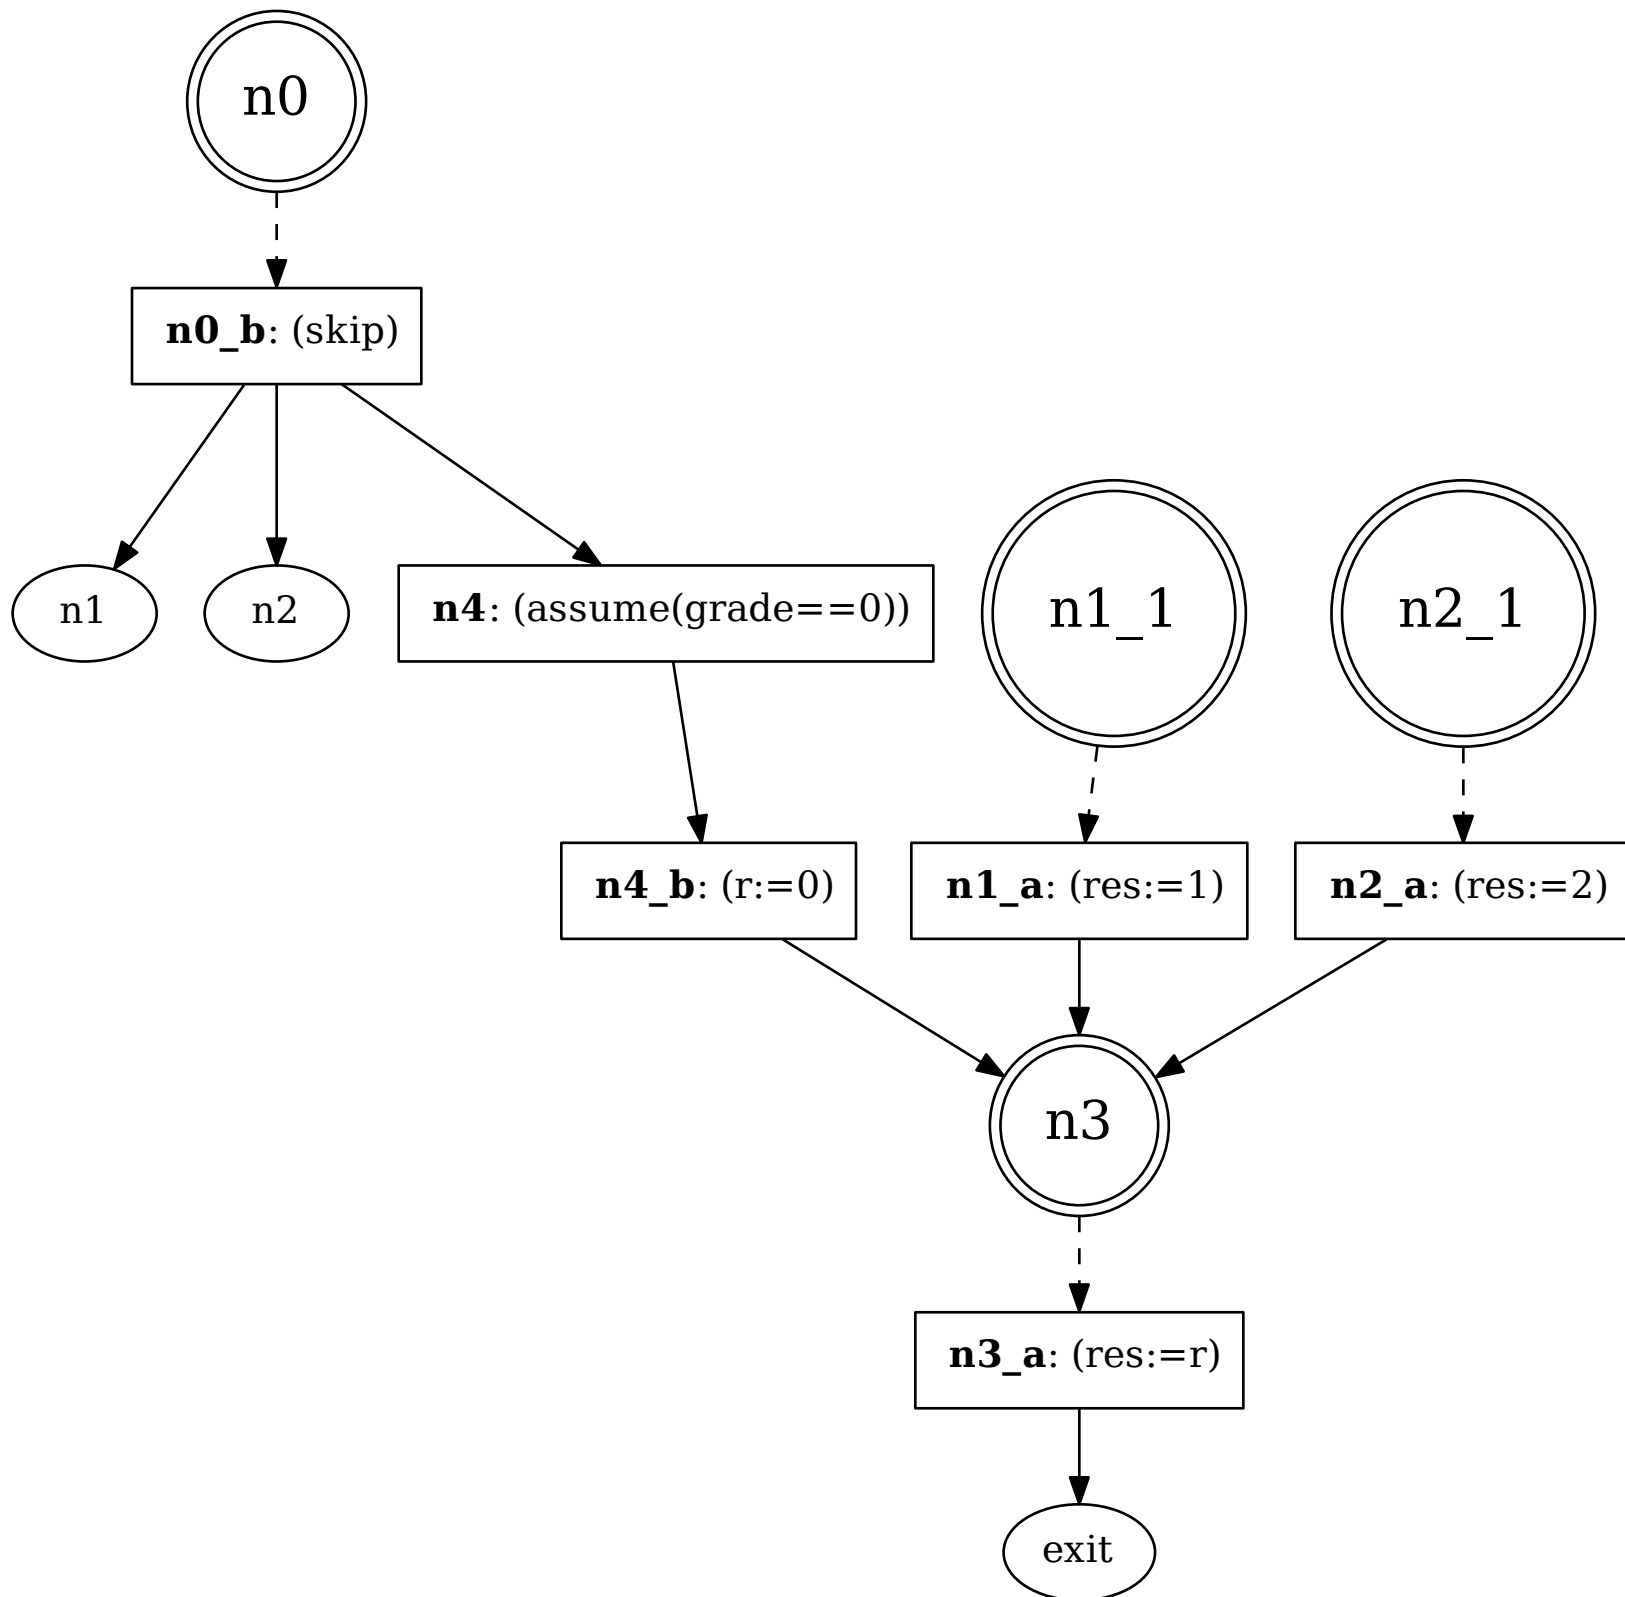 n0
n0_b: (skip)
n1
n2
n4: (assume(grade==0))
n1_1
n2_1
n4_b: (r:=0)
n1_a: (res:=1)
n2_a: (res:=2)
n3
n3_a: (res:=r)
exit